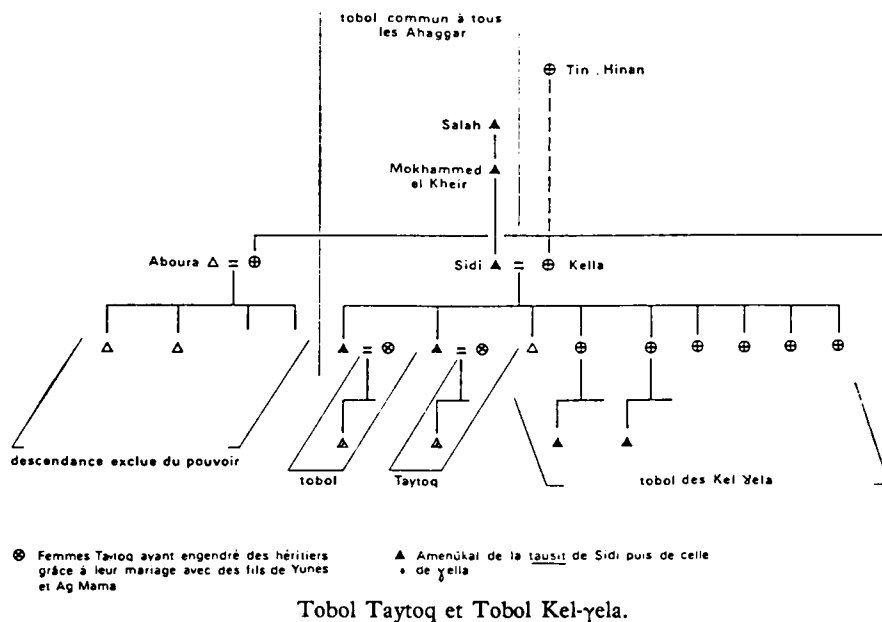 tobol commun à tous
les Ahaggar
Tin . Hinan
Salah
Mokhammed
el Kheir
Aboura
=
Sidi
=
Kella
=
=
descendance exclue du pouvoir
tobol
Taytoq
tobol des Kel ɣela
Femmes Taytoq ayant engendré des héritiers
grâce à leur mariage avec des fils de Yunes
et Ag Mama
Amenûkal de la tausit de Sidi puis de celle
de ɣella
Tobol Taytoq et Tobol Kel-ɣela.